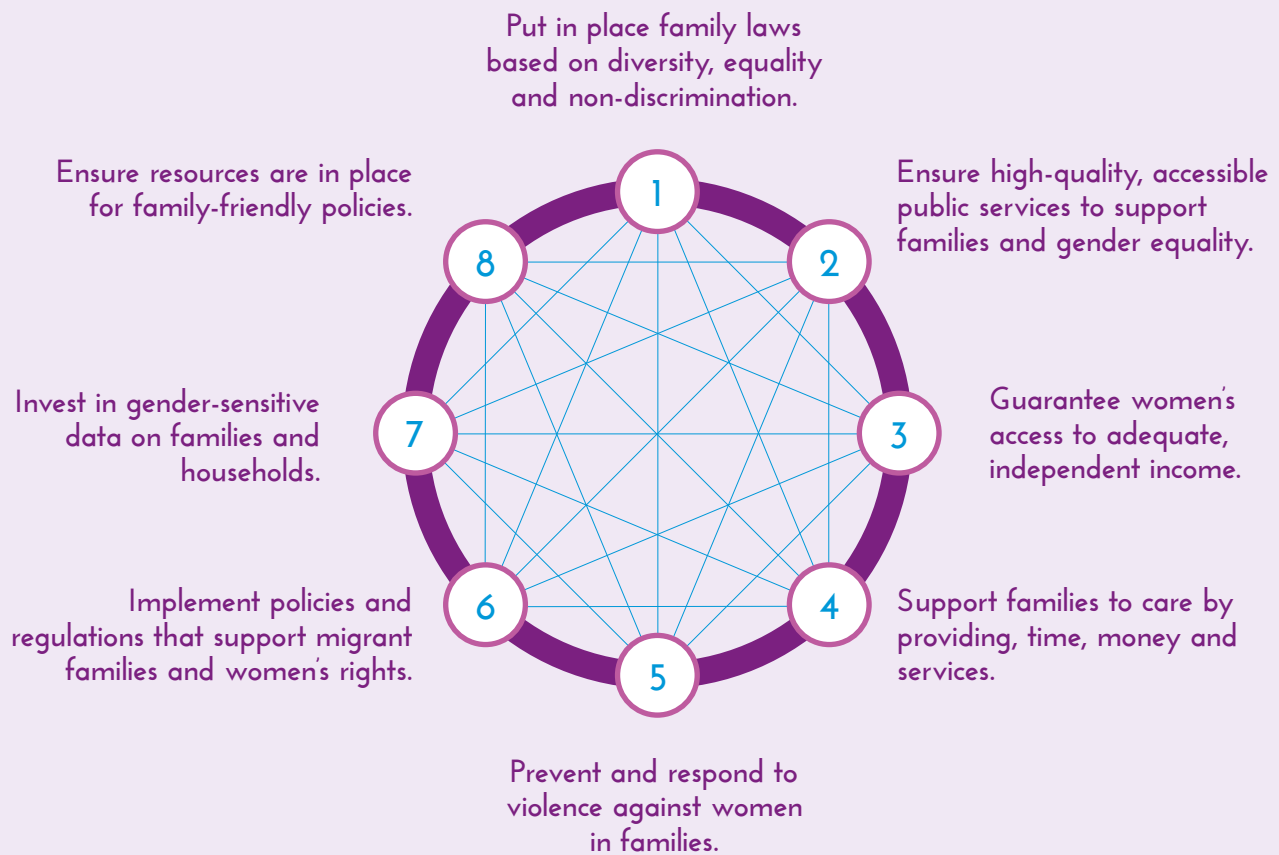 Put in place family laws
based on diversity, equality
and non-discrimination.
1
Ensure high-quality, accessible
public services to support
families and gender equality.
2
Guarantee women's
access to adequate,
independent income.
3
Support families to care by
providing, time, money and
services.
4
Prevent and respond to
violence against women
in families.
5
Implement policies and
regulations that support migrant
families and women's rights.
6
Invest in gender-sensitive
data on families and
households.
7
Ensure resources are in place
for family-friendly policies.
8